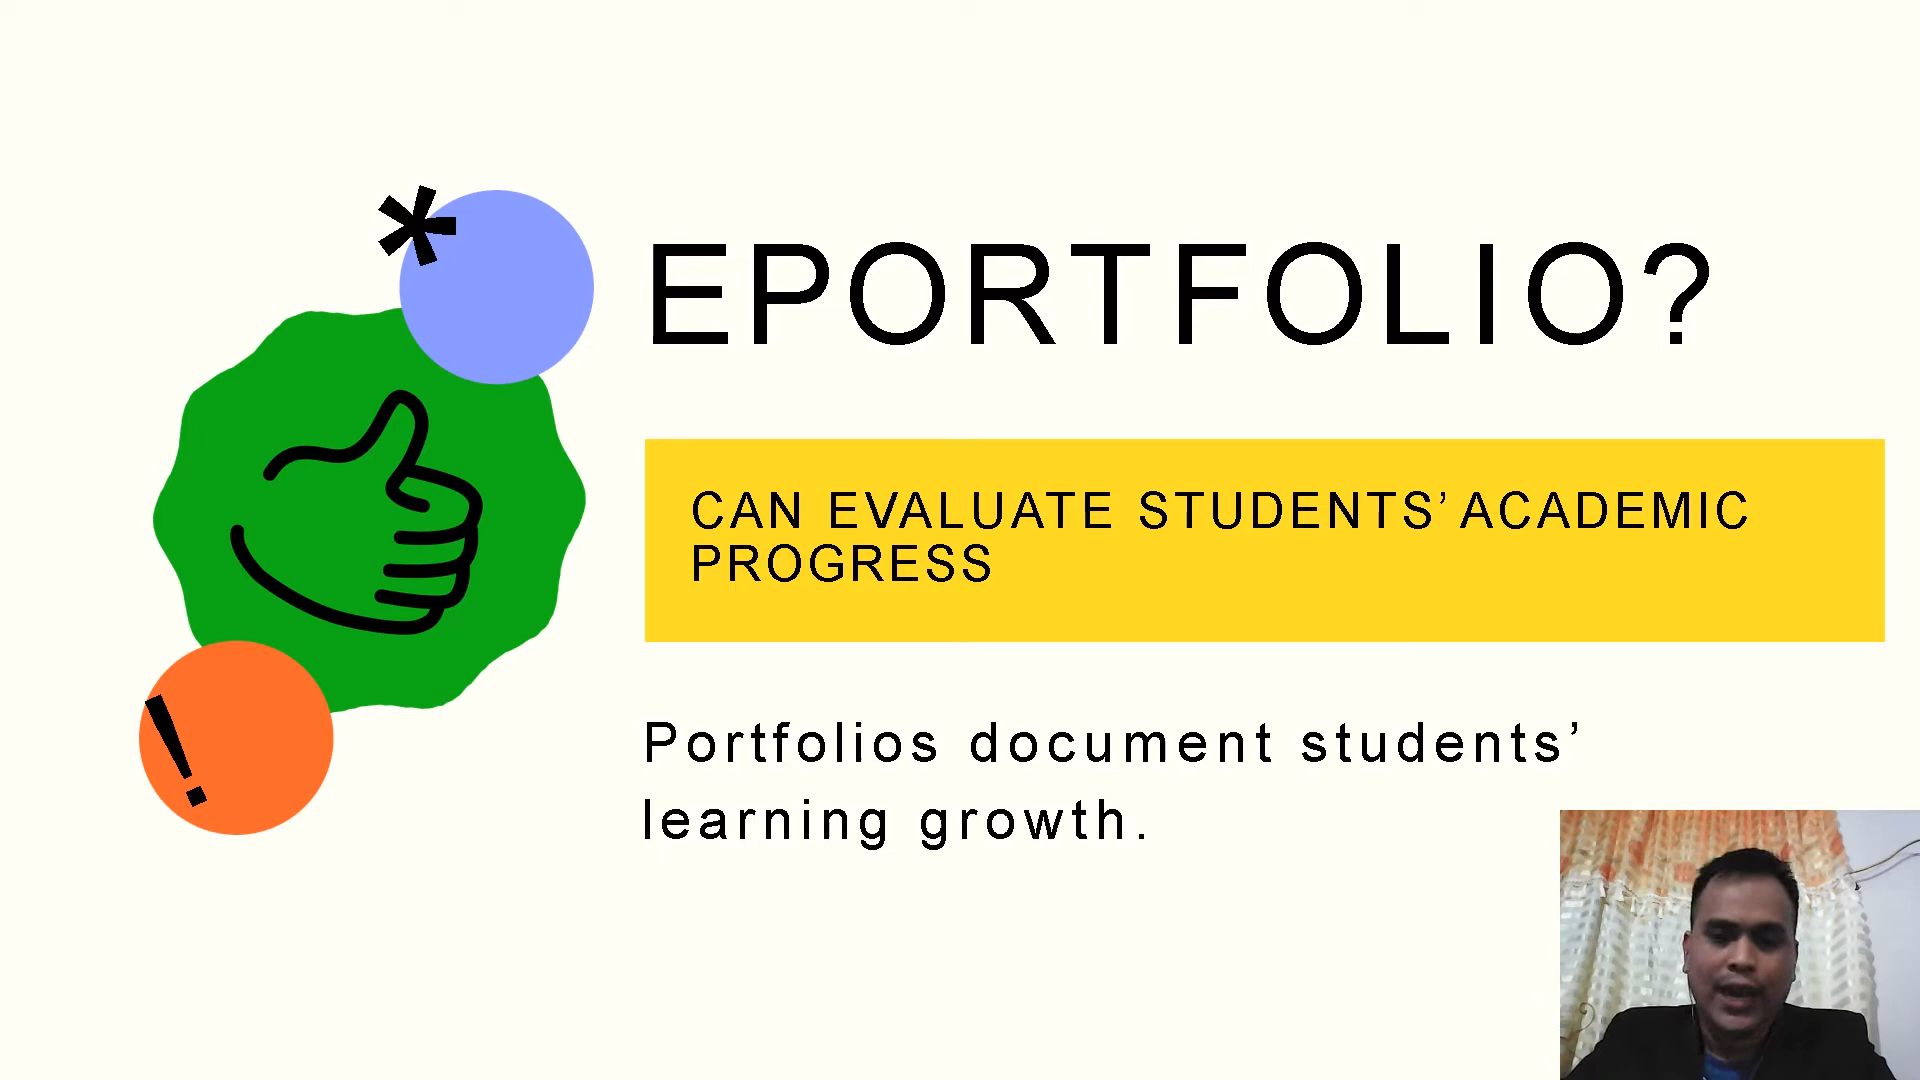 *
EPORTFOLIO?
CAN EVALUATE STUDENTS’ ACADEMIC
PROGRESS
!
Portfolios document students’
learning growth.